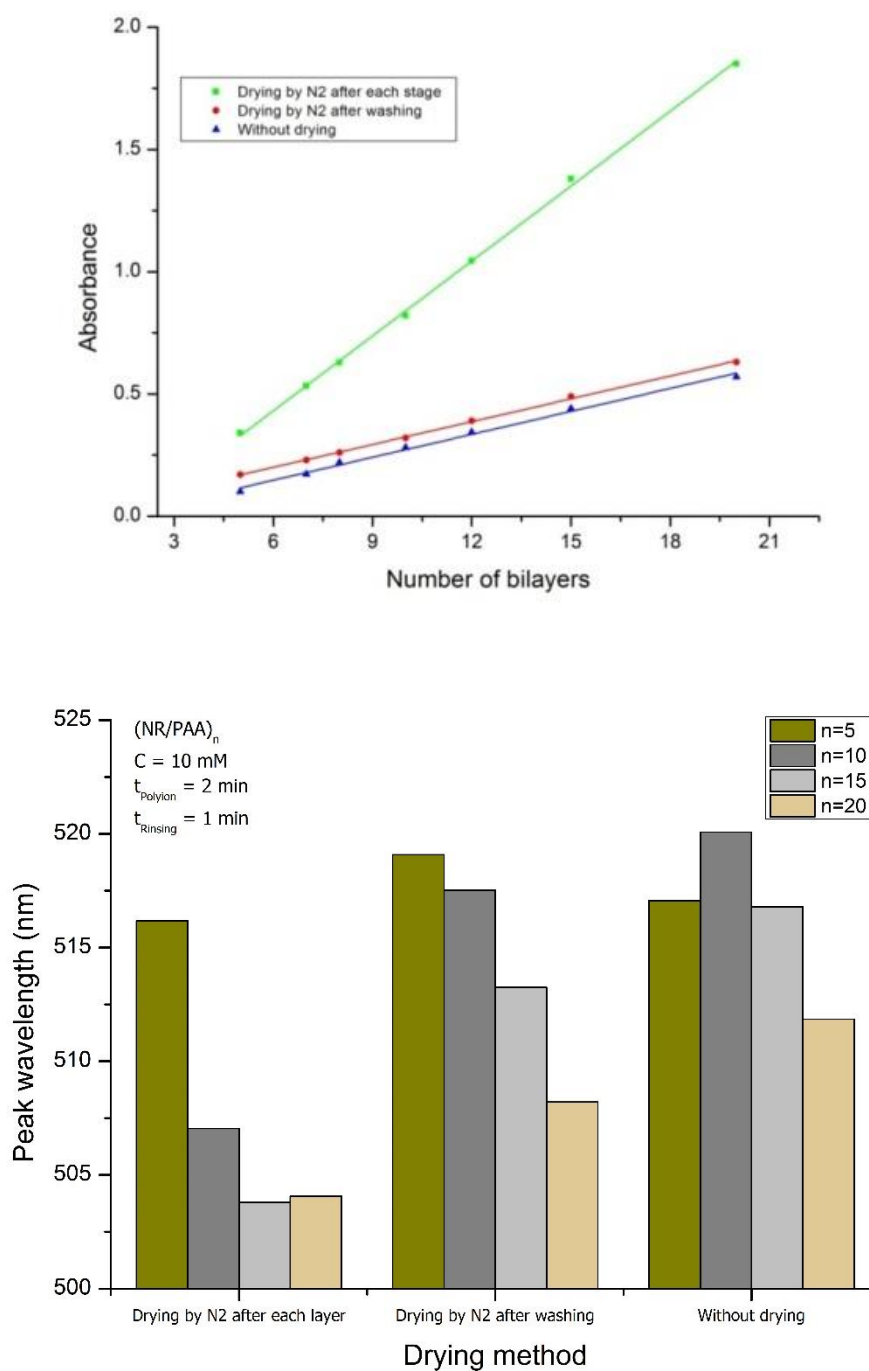 2.0
Drying by N2 after each stage
Drying by N2 after washing
Without drying
1.5
1.0
0.5
0.0
Absorbance
3 6 9 12 15 18 21
Number of bilayers
525
(NR/PAA)n
C = 10 mM
tPolyion = 2 min
tRinsing = 1 min
n=5
n=10
n=15
n=20
520
515
510
505
500
Peak wavelength (nm)
Drying by N2 after each layer Drying by N2 after washing Without drying
Drying method